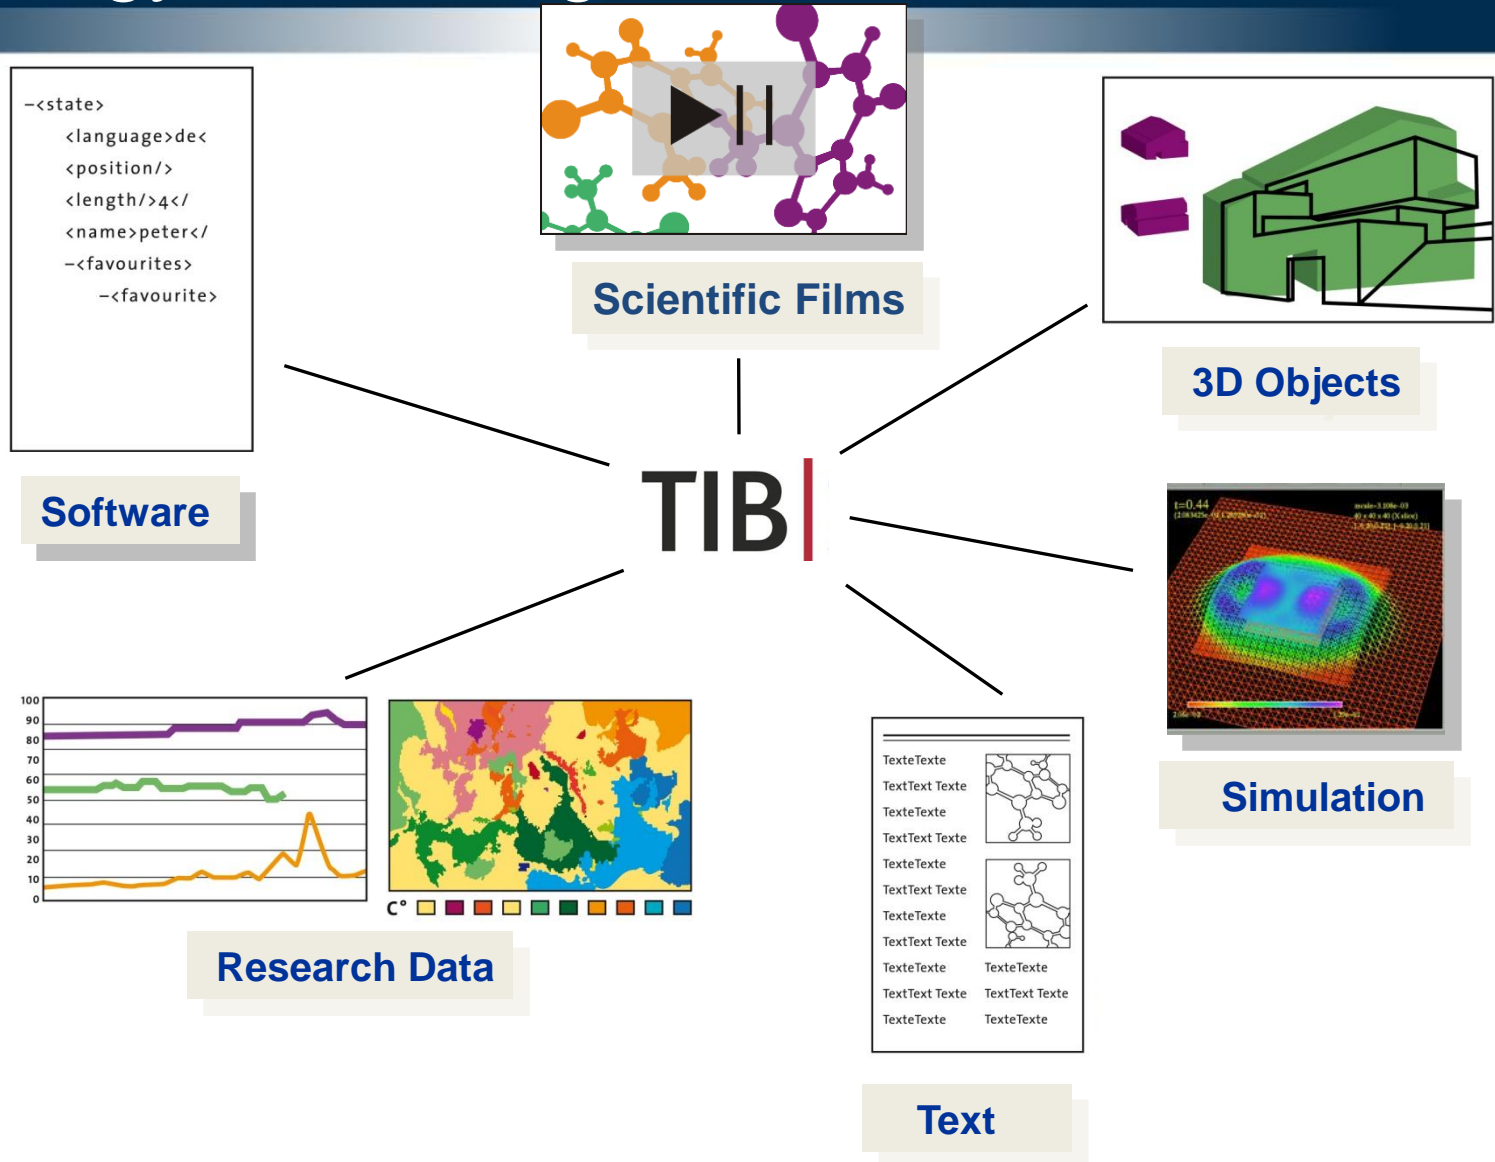 –<state>
<language>de<
<position/>
<length/>4</
<name>peter</
–<favourites>
–<favourite>
Software
Scientific Films
3D Objects
TIB
t=0.44
Simulation
100
90
80
70
60
50
40
30
20
10
0
C°
Research Data
TexteTexte
TextText Texte
TexteTexte
TextText Texte
TexteTexte
TextText Texte
TexteTexte
TextText Texte
TexteTexte TexteTexte
TextText Texte TextText Texte
TexteTexte TexteTexte
Text